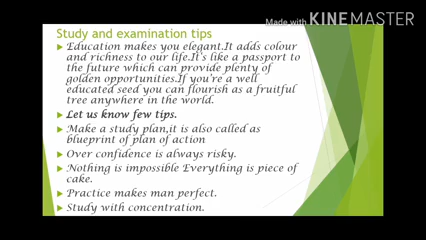 Made with KINEMASTER
Study and examination tips
Education makes you elegant.It adds colour
and richness to our life.It's like a passport to
the future which can provide plenty of
golden opportunities.If you're a well
educated seed you can flourish as a fruitful
tree anywhere in the world.
Let us know few tips.
Make a study plan,it is also called as
blueprint of plan of action
Over confidence is always risky.
Nothing is impossible Everything is piece of
cake.
Practice makes man perfect.
Study with concentration.